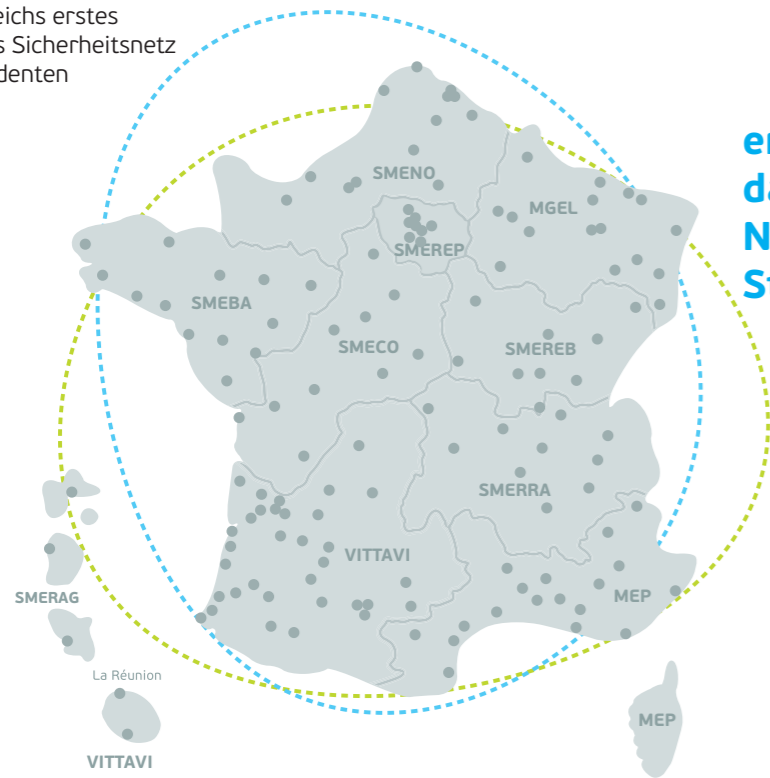 eichs erstes
s Sicherheitsnetz
denten
SMENO
MGEL
SMEREP
SMEBA
SMECO
SMEREB
SMERRA
VITTAVI
MEP
SMERAG
La Réunion
VITTAVI
MEP